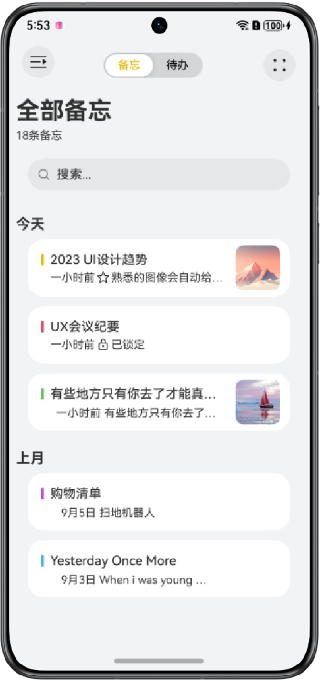 5:53
100
备忘 待办
全部备忘
18条备忘
搜索...
今天
2023 UI设计趋势
一小时前 熟悉的图像会自动给...
UX会议纪要
一小时前 已锁定
有些地方只有你去了才能真...
一小时前 有些地方只有你去了...
上月
购物清单
9月5日 扫地机器人
Yesterday Once More
9月3日 When i was young ...